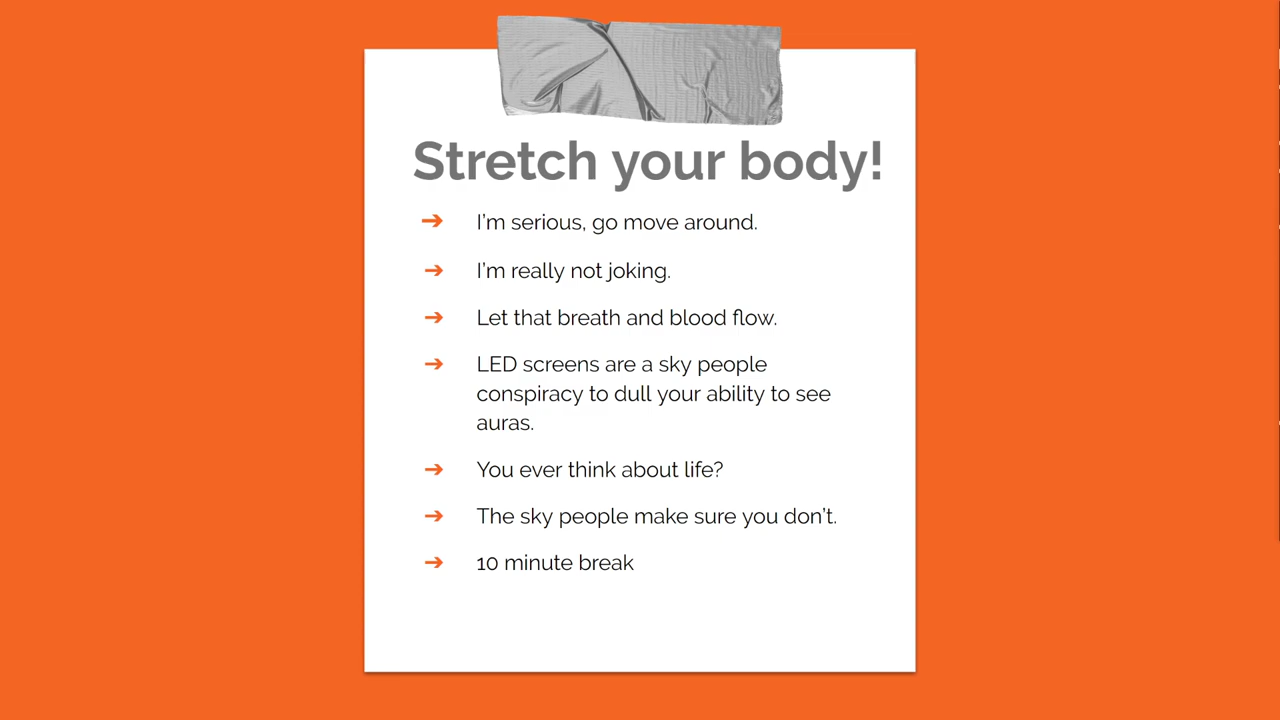 Stretch your body!
➔ I'm serious, go move around.
➔ I'm really not joking.
➔ Let that breath and blood flow.
➔ LED screens are a sky people
conspiracy to dull your ability to see
auras.
➔ You ever think about life?
➔ The sky people make sure you don't.
➔ 10 minute break